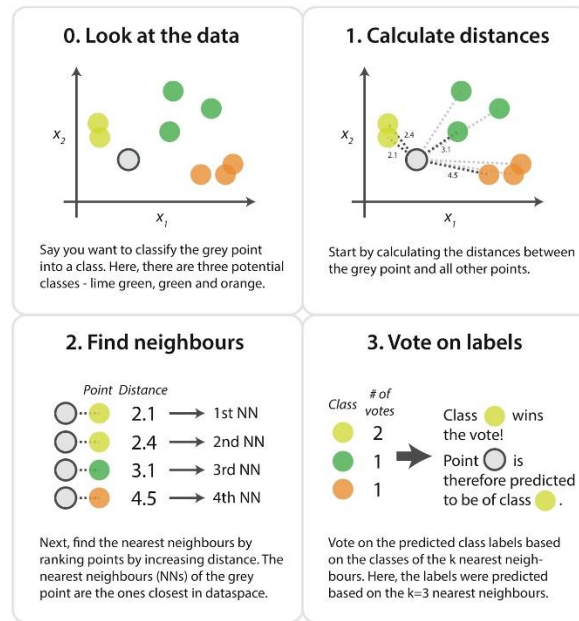 0. Look at the data
x2
x1
Say you want to classify the grey point
into a class. Here, there are three potential
classes - lime green, green and orange.
1. Calculate distances
x2
2.4
2.1
3.1
4.5
x1
Start by calculating the distances between
the grey point and all other points.
2. Find neighbours
Point Distance
2.1 1st NN
2.4 2nd NN
3.1 3rd NN
4.5 4th NN
Next, find the nearest neighbours by
ranking points by increasing distance. The
nearest neighbours (NNs) of the grey
point are the ones closest in dataspace.
3. Vote on labels
Class # of
votes
2
1
1
Class wins
the vote!
Point is
therefore predicted
to be of class .
Vote on the predicted class labels based
on the classes of the k nearest neigh-
bours. Here, the labels were predicted
based on the k=3 nearest neighbours.